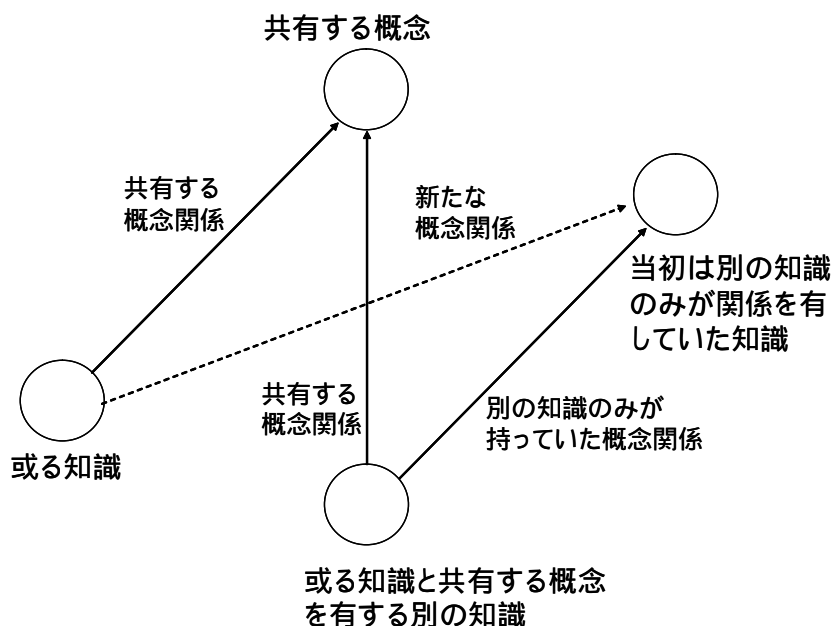 共有する概念
共有する
概念関係
新たな
概念関係
当初は別の知識
のみが関係を有
していた知識
共有する
概念関係
別の知識のみが
持っていた概念関係
或る知識
或る知識と共有する概念
を有する別の知識